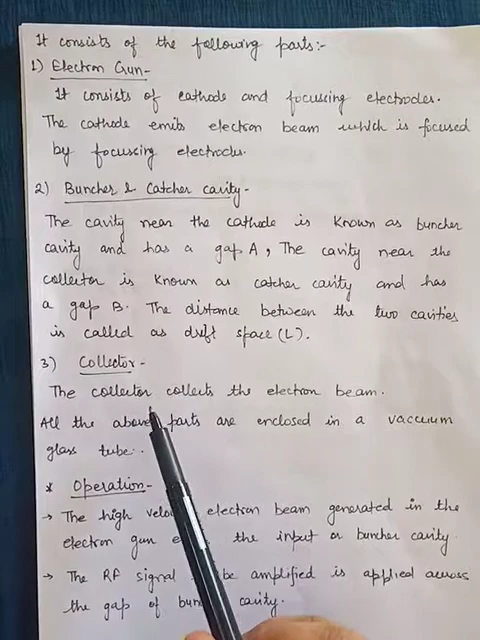 It consists of the following parts:-
1) Electron Gun-
It consists of cathode and focussing electrodes.
The cathode emits electron beam which is focused
by focussing electrodes.
2) Buncher & Catcher cavity-
The cavity near the cathode is known as buncher
cavity and has a gap A, The cavity near the
collector is known as catcher cavity and has
a gap B. The distance between the two cavities
is called as drift space (L).
3) Collector-
The collector collects the electron beam.
All the above parts are enclosed in a vaccuum
glass tube.
* Operation-
→ The high electron beam generated in the
electron gun the input or buncher cavity.
→ The RF signal be amplified is applied across
the gap of cavity.